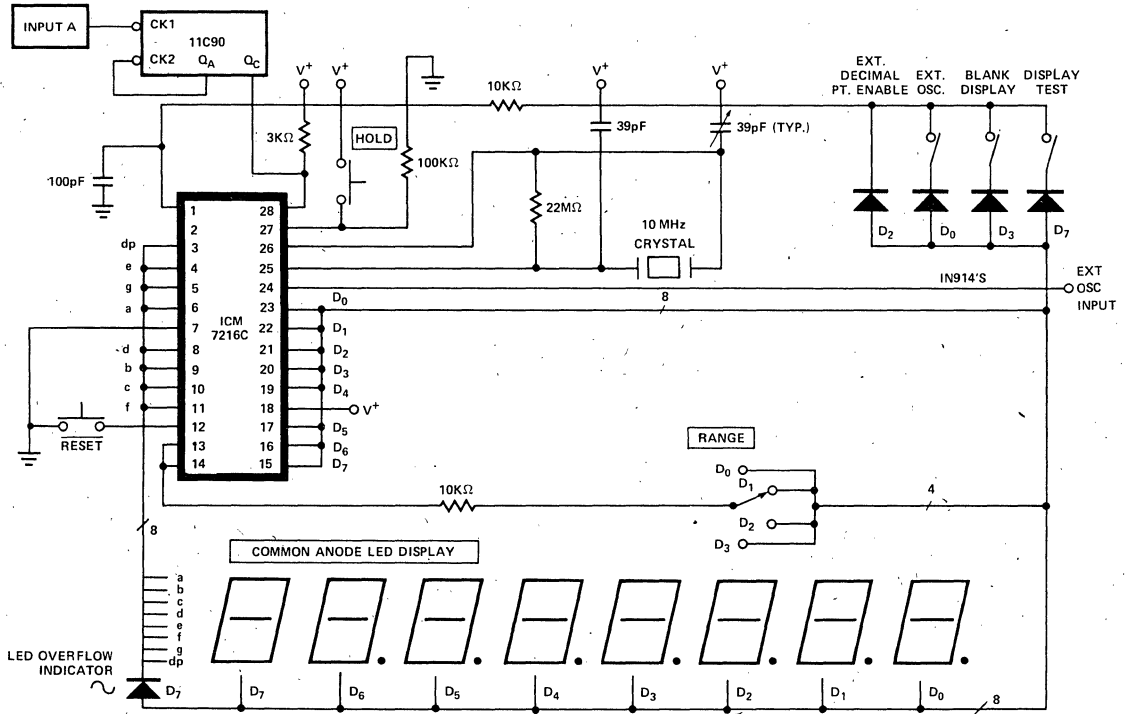 INPUT A
CK1
11C90
CK2
QA
QC
V+
V+
V+
V+
10KΩ
3KΩ
HOLD
100KΩ
39pF
39pF (TYP.)
100pF
22MΩ
10 MHz
CRYSTAL
EXT.
DECIMAL
PT. ENABLE
EXT.
OSC.
BLANK
DISPLAY
DISPLAY
TEST
D2
D0
D3
D7
IN914'S
EXT
OSC
INPUT
8
ICM
7216C
1
2
3
4
5
6
7
8
9
10
11
12
13
14
28
27
26
25
24
23
22
21
20
19
18
17
16
15
dp
e
g
a
d
b
c
f
D0
D1
D2
D3
D4
V+
D5
D6
D7
RESET
RANGE
D0
D1
D2
D3
4
10KΩ
8
COMMON ANODE LED DISPLAY
a
b
c
d
e
f
g
dp
LED OVERFLOW
INDICATOR
D7
D7
D6
D5
D4
D3
D2
D1
D0
8